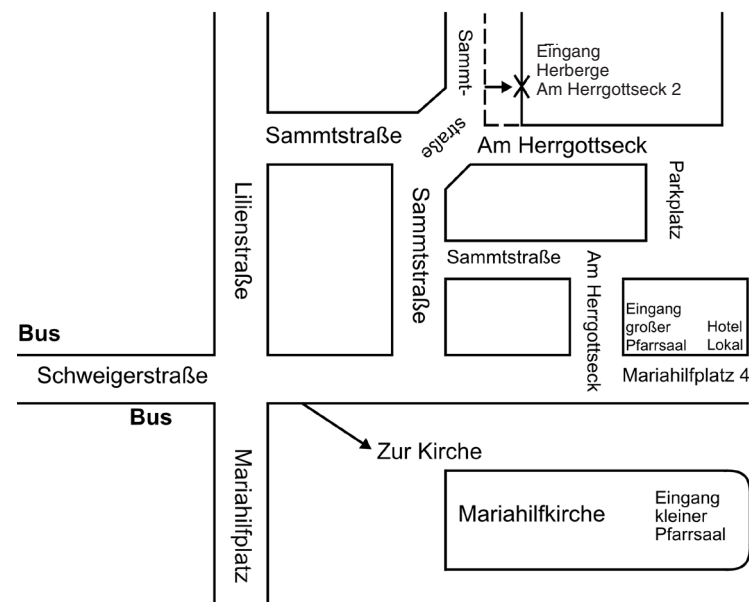 Sammt-
straße
Eingang
Herberge
Am Herrgottseck 2
Sammtstraße
Am Herrgottseck
Parkplatz
Lilienstraße
Sammtstraße
Sammtstraße
Am Herrgottseck
Eingang
großer
Pfarrsaal
Hotel
Lokal
Bus
Schweigerstraße
Mariahilfplatz 4
Bus
Zur Kirche
Mariahilfplatz
Mariahilfkirche
Eingang
kleiner
Pfarrsaal